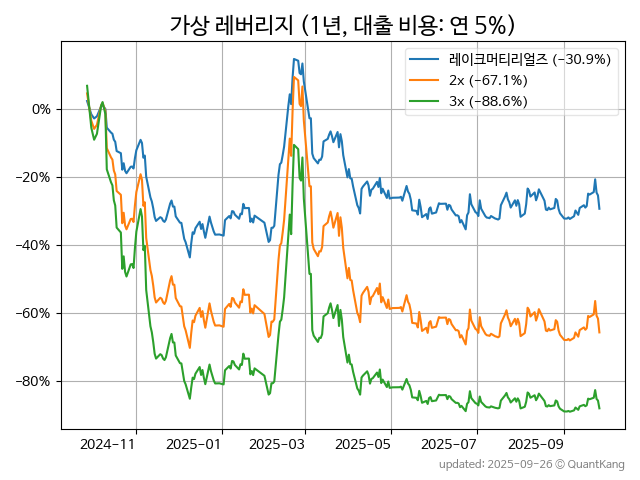 가상 레버리지 (1년, 대출 비용: 연 5%)
레이크머티리얼즈 (−30.9%)
2x (−67.1%)
3x (−88.6%)
0%
−20%
−40%
−60%
−80%
2024-11
2025-01
2025-03
2025-05
2025-07
2025-09
updated: 2025-09-26 © QuantKang